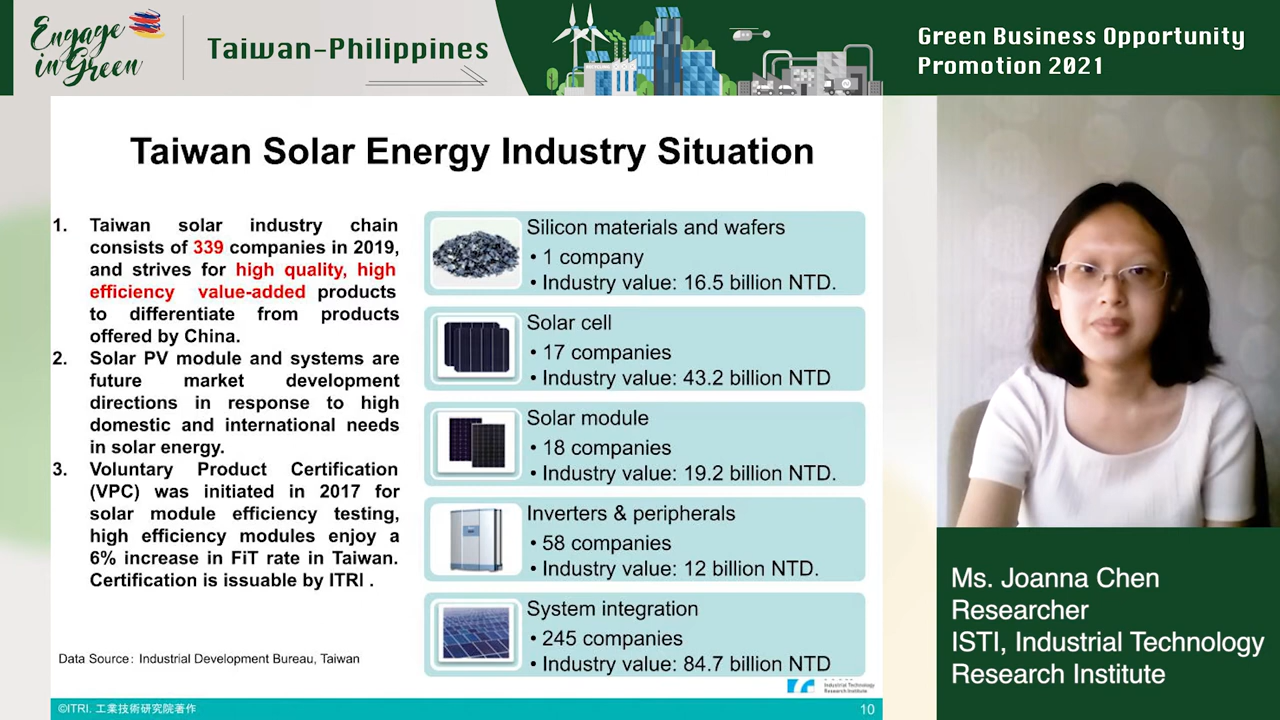 Engage
in Green
Taiwan-Philippines
Green Business Opportunity
Promotion 2021
Taiwan Solar Energy Industry Situation
1. Taiwan solar industry chain
consists of 339 companies in 2019,
and strives for high quality, high
efficiency value-added products
to differentiate from products
offered by China.
2. Solar PV module and systems are
future market development
directions in response to high
domestic and international needs
in solar energy.
3. Voluntary Product Certification
(VPC) was initiated in 2017 for
solar module efficiency testing,
high efficiency modules enjoy a
6% increase in FiT rate in Taiwan.
Certification is issuable by ITRI .
Data Source: Industrial Development Bureau, Taiwan
Silicon materials and wafers
• 1 company
• Industry value: 16.5 billion NTD.
Solar cell
• 17 companies
• Industry value: 43.2 billion NTD
Solar module
• 18 companies
• Industry value: 19.2 billion NTD.
Inverters & peripherals
• 58 companies
• Industry value: 12 billion NTD.
System integration
• 245 companies
• Industry value: 84.7 billion NTD
Industrial Technology
Research Institute
©ITRI. 工業技術研究院著作
10
Ms. Joanna Chen
Researcher
ISTI, Industrial Technology
Research Institute